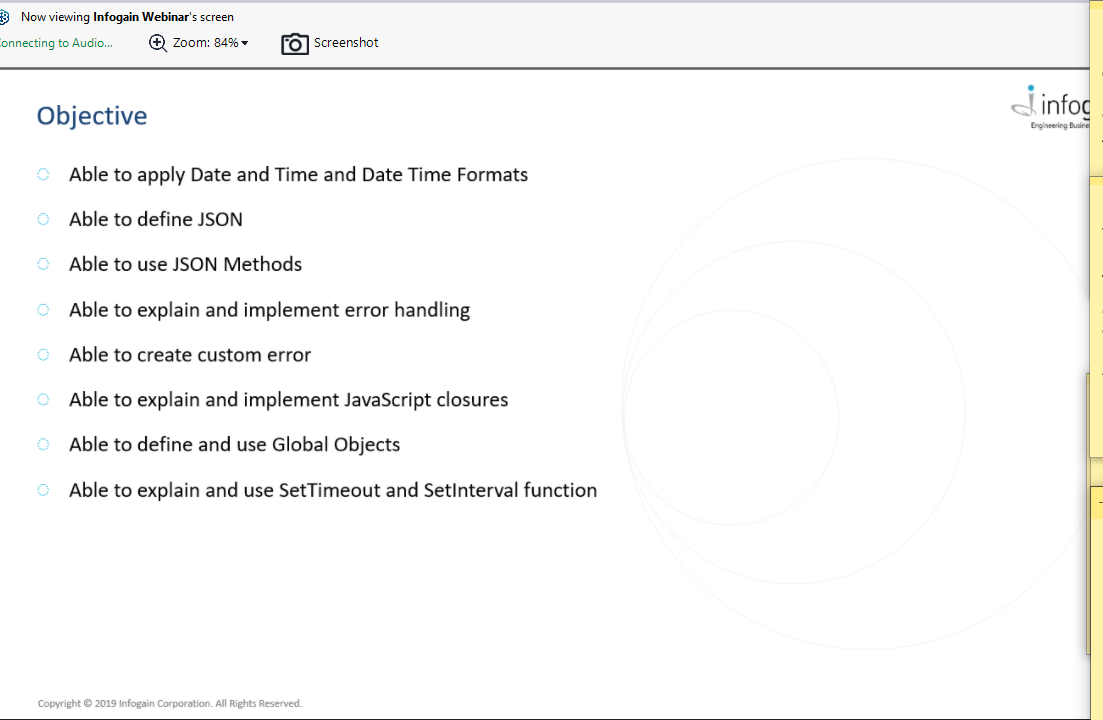 Now viewing Infogain Webinar's screen
onnecting to Audio...
Zoom: 84%
Screenshot
Objective
infog
Engineering Busine
Able to apply Date and Time and Date Time Formats
Able to define JSON
Able to use JSON Methods
Able to explain and implement error handling
Able to create custom error
Able to explain and implement JavaScript closures
Able to define and use Global Objects
Able to explain and use SetTimeout and SetInterval function
Copyright © 2019 Infogain Corporation. All Rights Reserved.